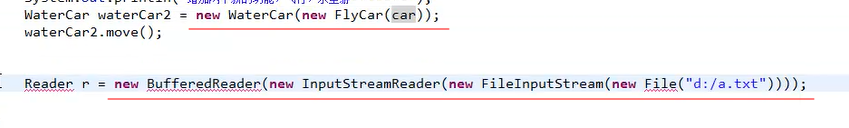 WaterCar waterCar2 = new WaterCar(new FlyCar(car));
waterCar2.move();
Reader r = new BufferedReader(new InputStreamReader(new FileInputStream(new File("d:/a.txt"))));